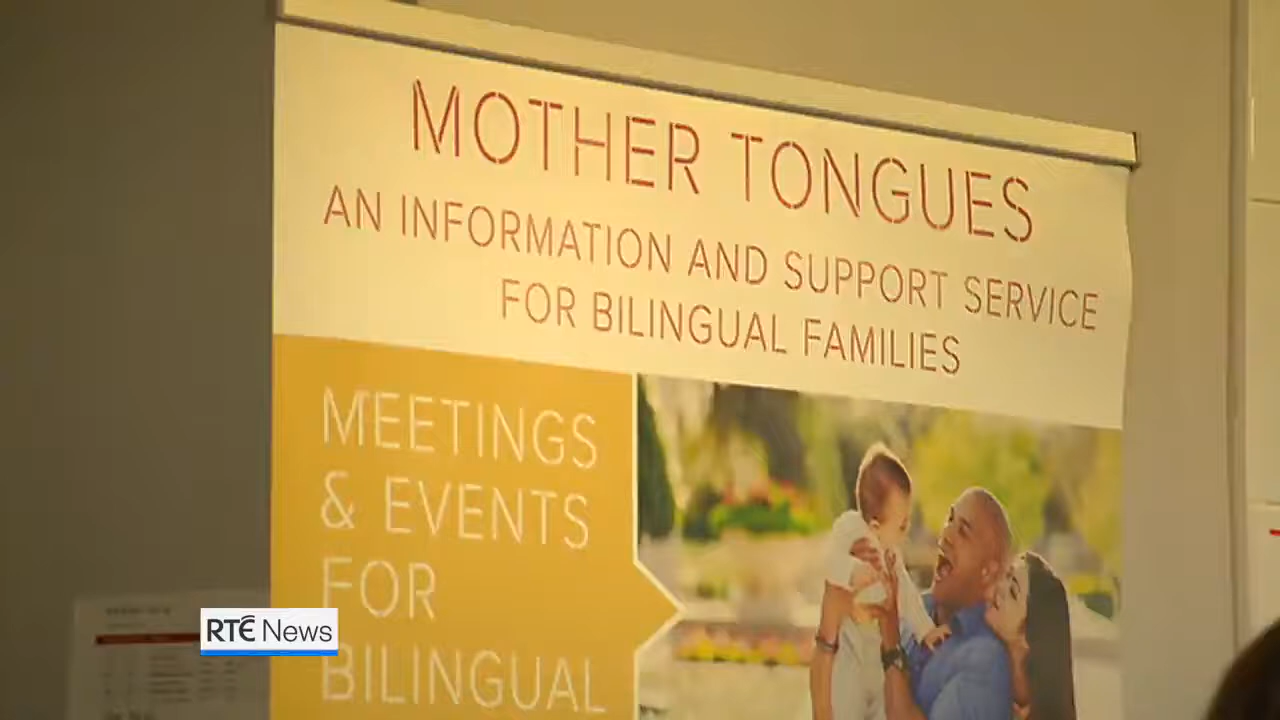 MOTHER TONGUES
AN INFORMATION AND SUPPORT SERVICE
FOR BILINGUAL FAMILIES
MEETINGS
& EVENTS
FOR
BILINGUAL
RTÉ News